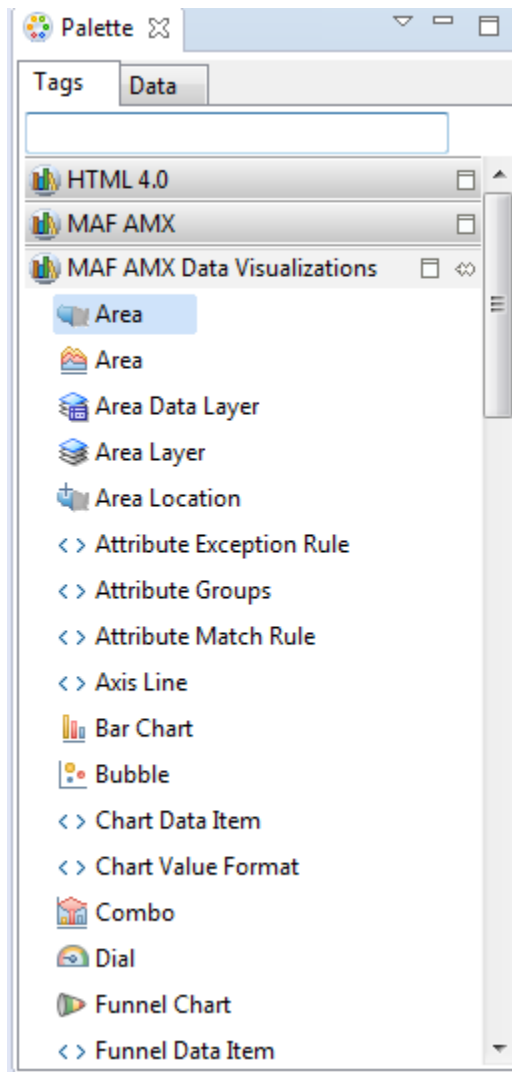 Palette
Tags Data
HTML 4.0
MAF AMX
MAF AMX Data Visualizations
Area
Area
Area Data Layer
Area Layer
Area Location
Attribute Exception Rule
Attribute Groups
Attribute Match Rule
Axis Line
Bar Chart
Bubble
Chart Data Item
Chart Value Format
Combo
Dial
Funnel Chart
Funnel Data Item